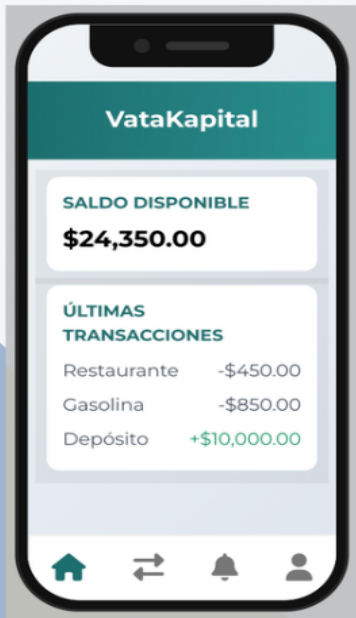 VataKapital
SALDO DISPONIBLE
$24,350.00
ÚLTIMAS
TRANSACCIONES
Restaurante -$450.00
Gasolina -$850.00
Depósito +$10,000.00